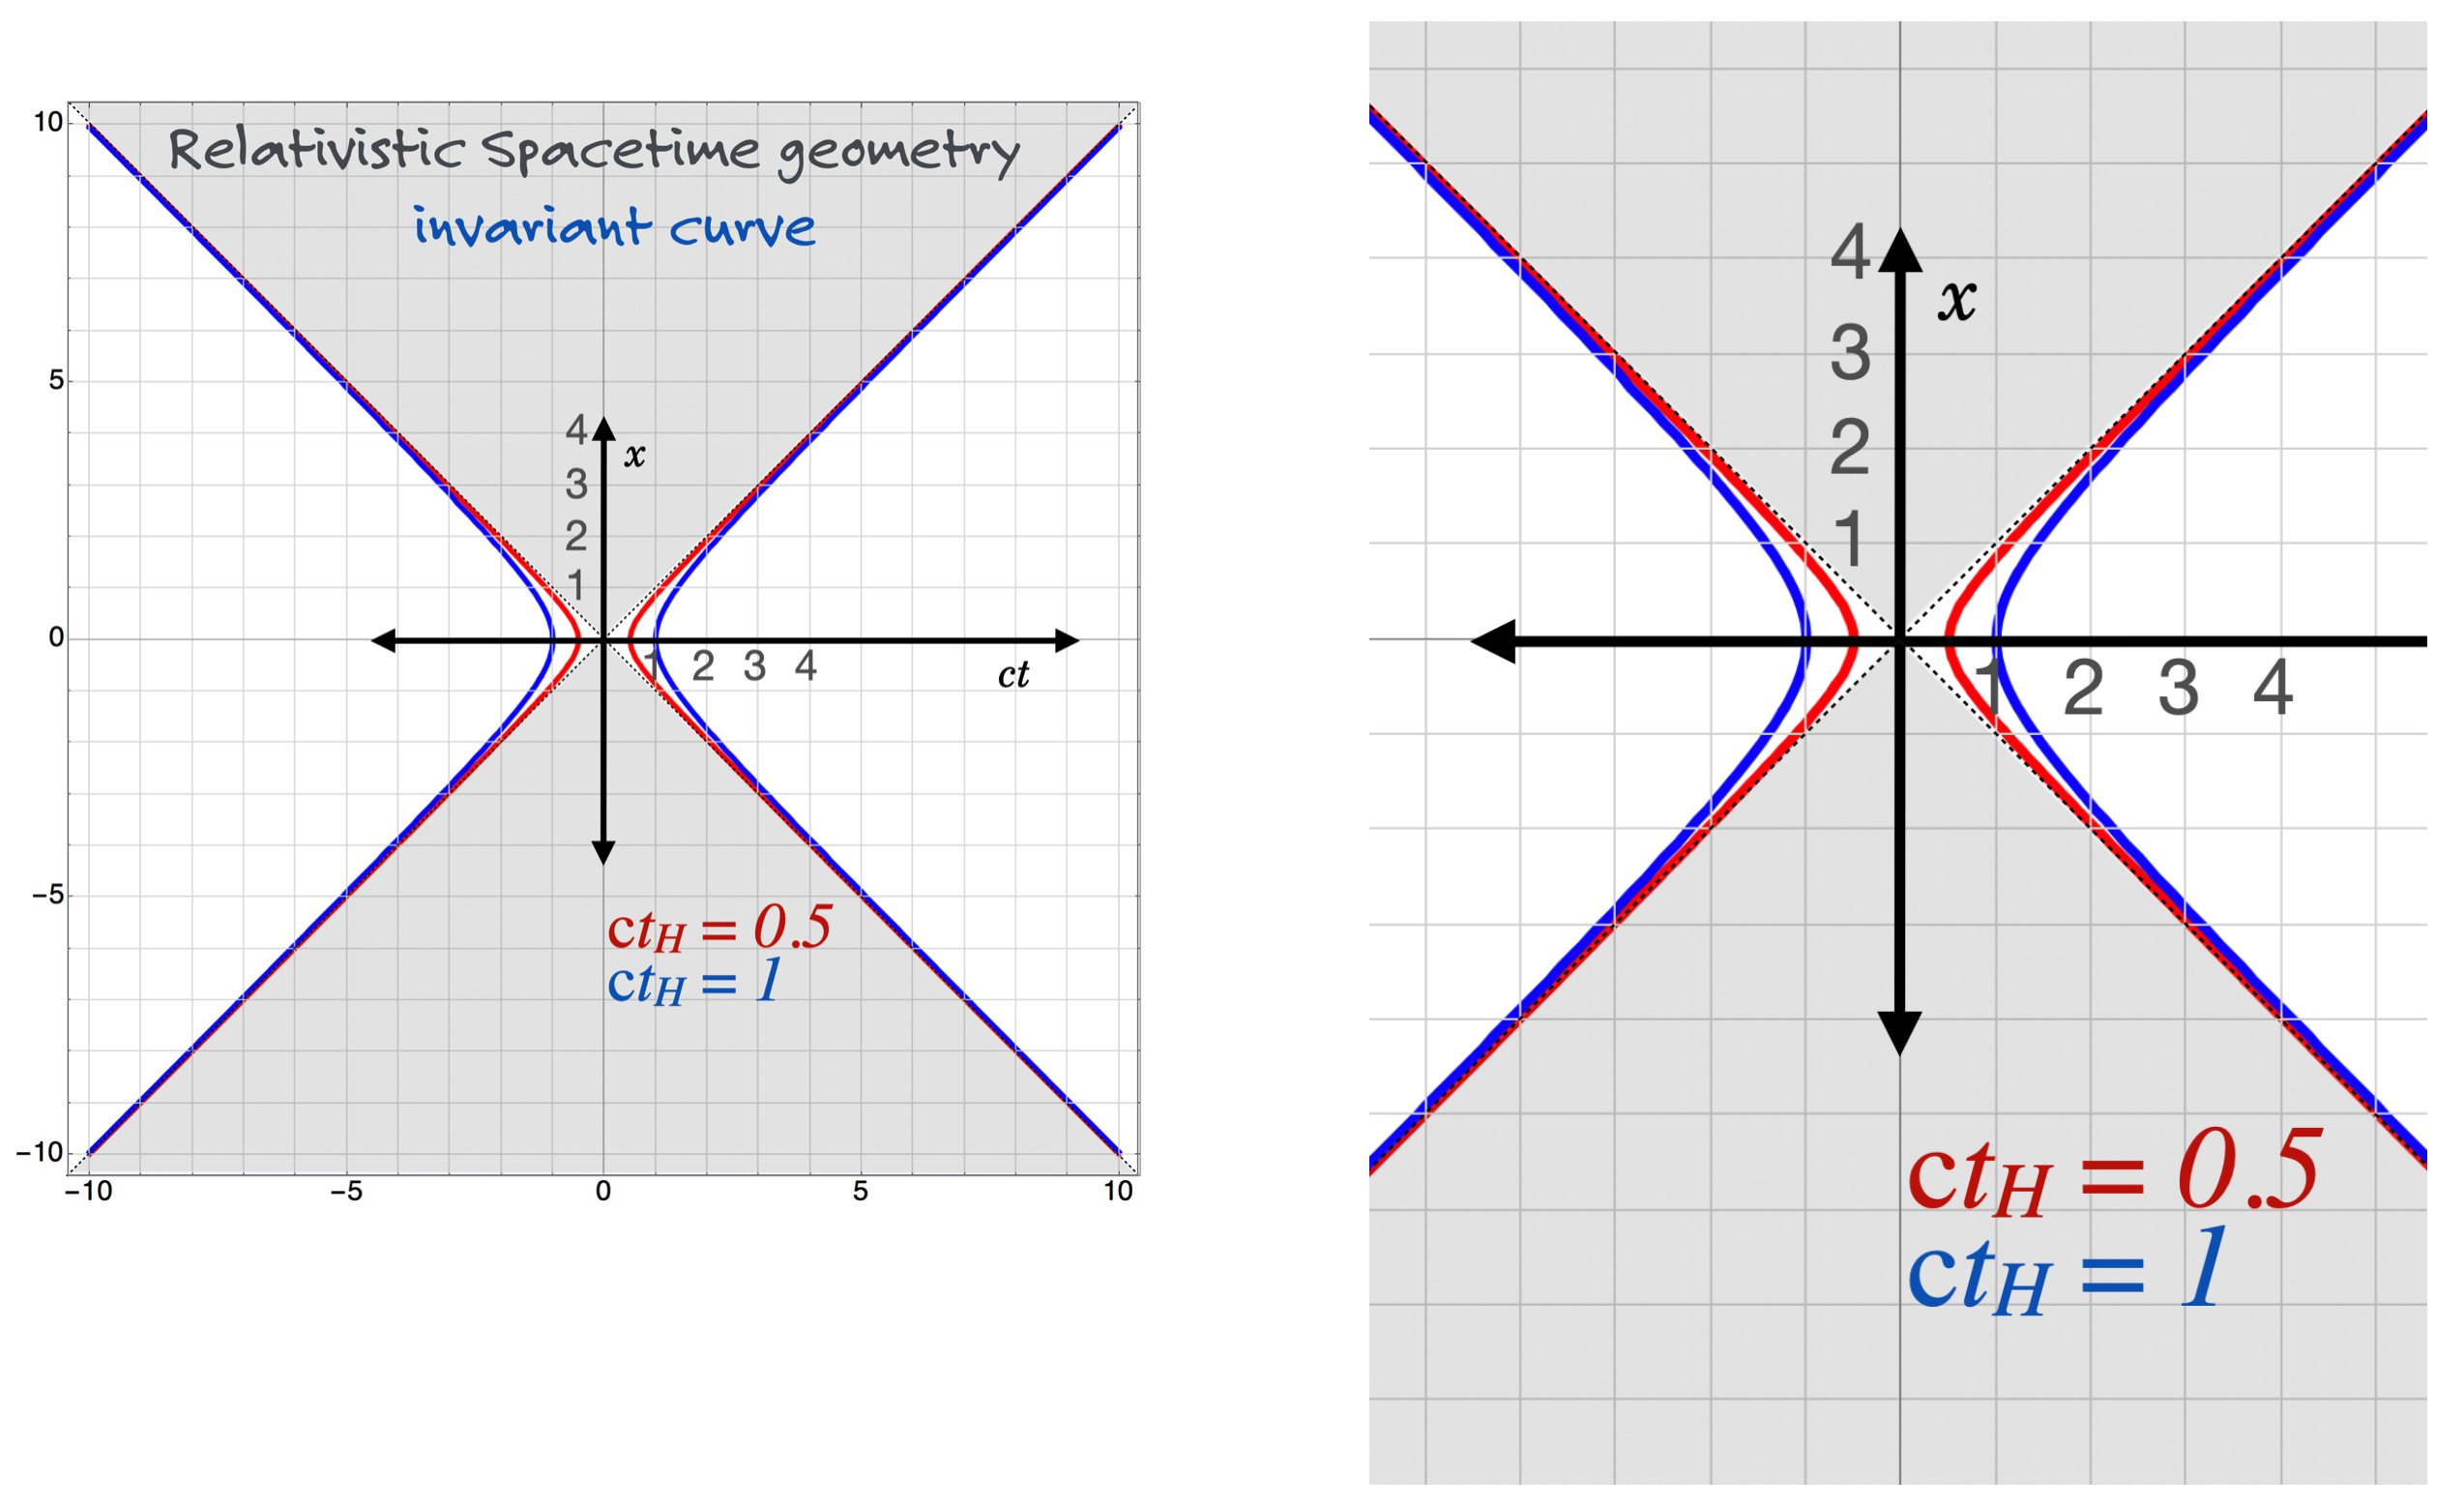 Relativistic Spacetime geometry
invariant curve
10
5
0
−5
−10
4
3
2
1
x
1 2 3 4
ct
ctH = 0.5
ctH = 1
−10 −5 0 5 10
4
x
3
2
1
1 2 3 4
ctH = 0.5
ctH = 1